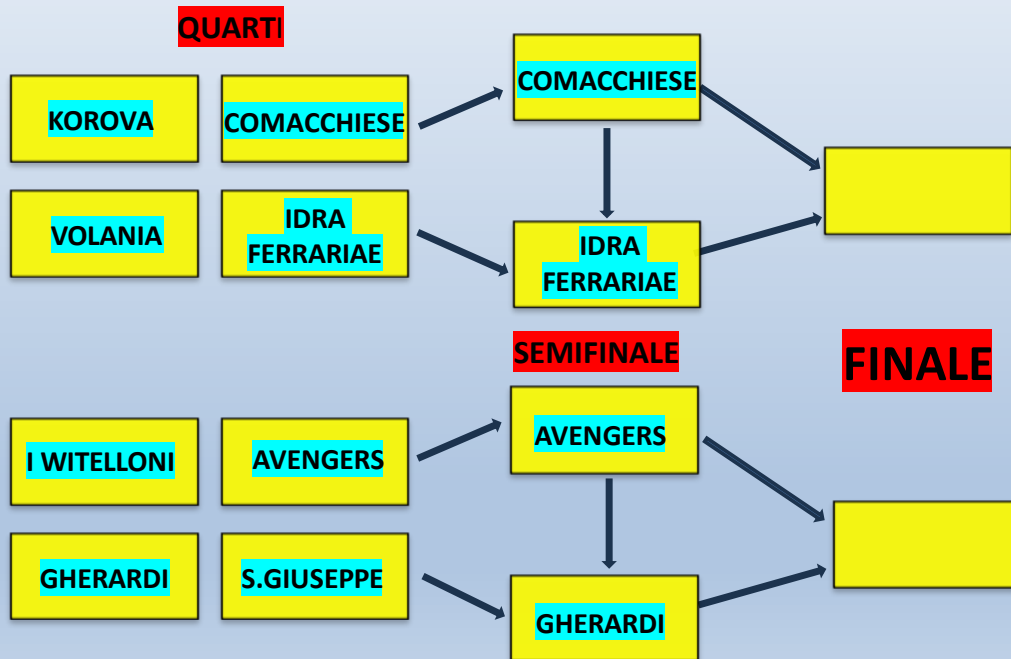 QUARTI
KOROVA
COMACCHIESE
COMACCHIESE
VOLANIA
IDRA
FERRARIAE
IDRA
FERRARIAE
SEMIFINALE
FINALE
I WITELLONI
AVENGERS
AVENGERS
GHERARDI
S.GIUSEPPE
GHERARDI